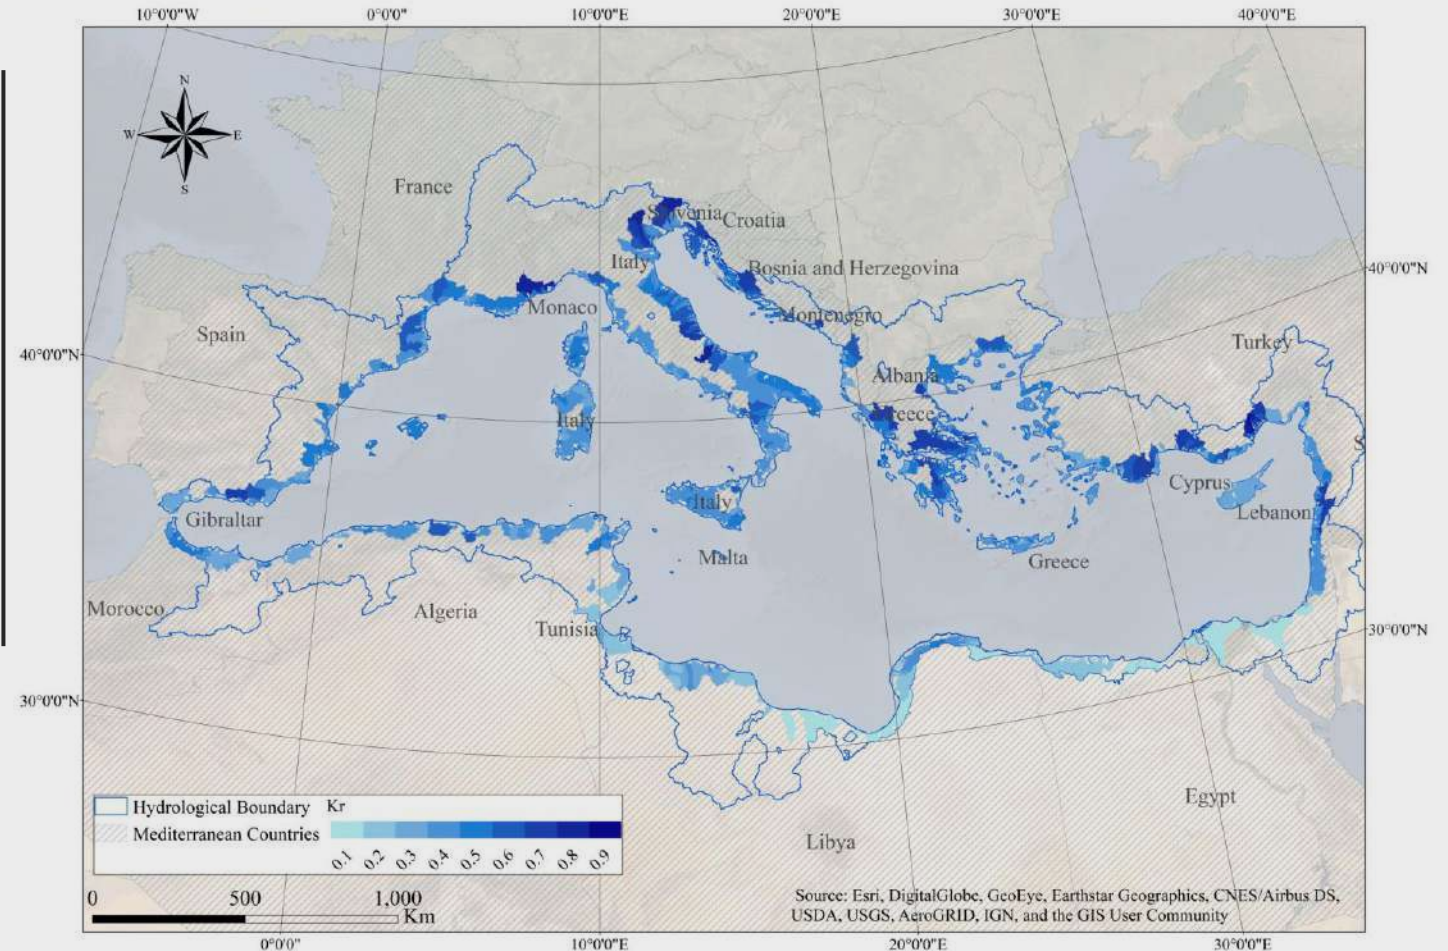 10°0'0"W 0°0'0" 10°0'0"E 20°0'0"E 30°0'0"E 40°0'0"E
N
W E
S
France
Slovenia Croatia
Italy
Bosnia and Herzegovina
40°0'0"N
Monaco
Montenegro
Spain
Turkey
40°0'0"N
Albania
Greece
Italy
Cyprus
Italy
Lebanon
Gibraltar
Malta
Greece
Morocco
Algeria
Tunisia
30°0'0"N
30°0'0"N
Egypt
Libya
Hydrological Boundary Kr
Mediterranean Countries
0.1 0.2 0.3 0.4 0.5 0.6 0.7 0.8 0.9
0 500 1,000
Km
Source: Esri, DigitalGlobe, GeoEye, Earthstar Geographics, CNES/Airbus DS,
USDA, USGS, AeroGRID, IGN, and the GIS User Community
0°0'0" 10°0'0"E 20°0'0"E 30°0'0"E